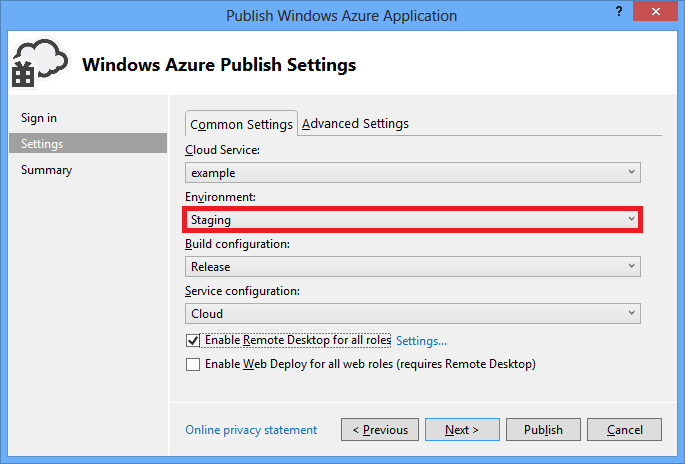 Publish Windows Azure Application
?
Windows Azure Publish Settings
Sign in
Settings
Summary
Common Settings
Advanced Settings
Cloud Service:
example
Environment:
Staging
Build configuration:
Release
Service configuration:
Cloud
Enable Remote Desktop for all roles Settings...
Enable Web Deploy for all web roles (requires Remote Desktop)
Online privacy statement
< Previous
Next >
Publish
Cancel